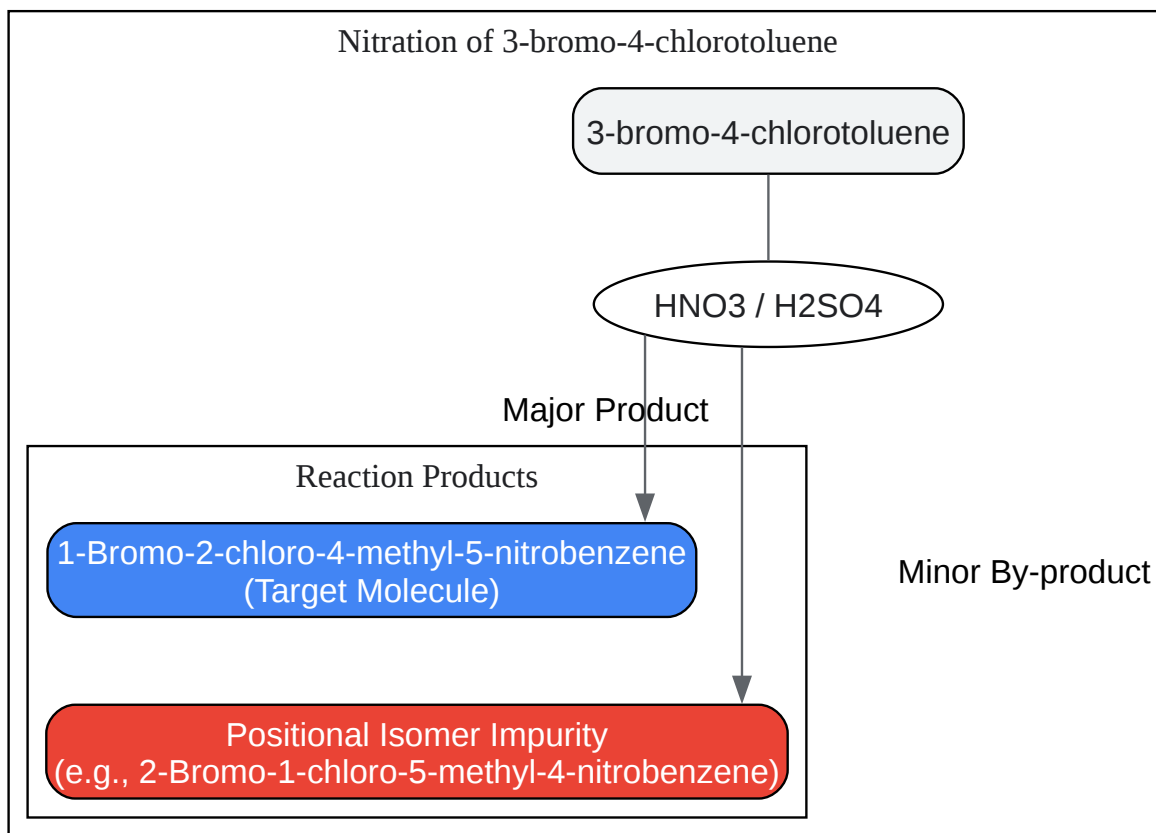 Nitration of 3-bromo-4-chlorotoluene
3-bromo-4-chlorotoluene
HNO3 / H2SO4
Major Product
Reaction Products
1-Bromo-2-chloro-4-methyl-5-nitrobenzene
(Target Molecule)
Minor By-product
Positional Isomer Impurity
(e.g., 2-Bromo-1-chloro-5-methyl-4-nitrobenzene)